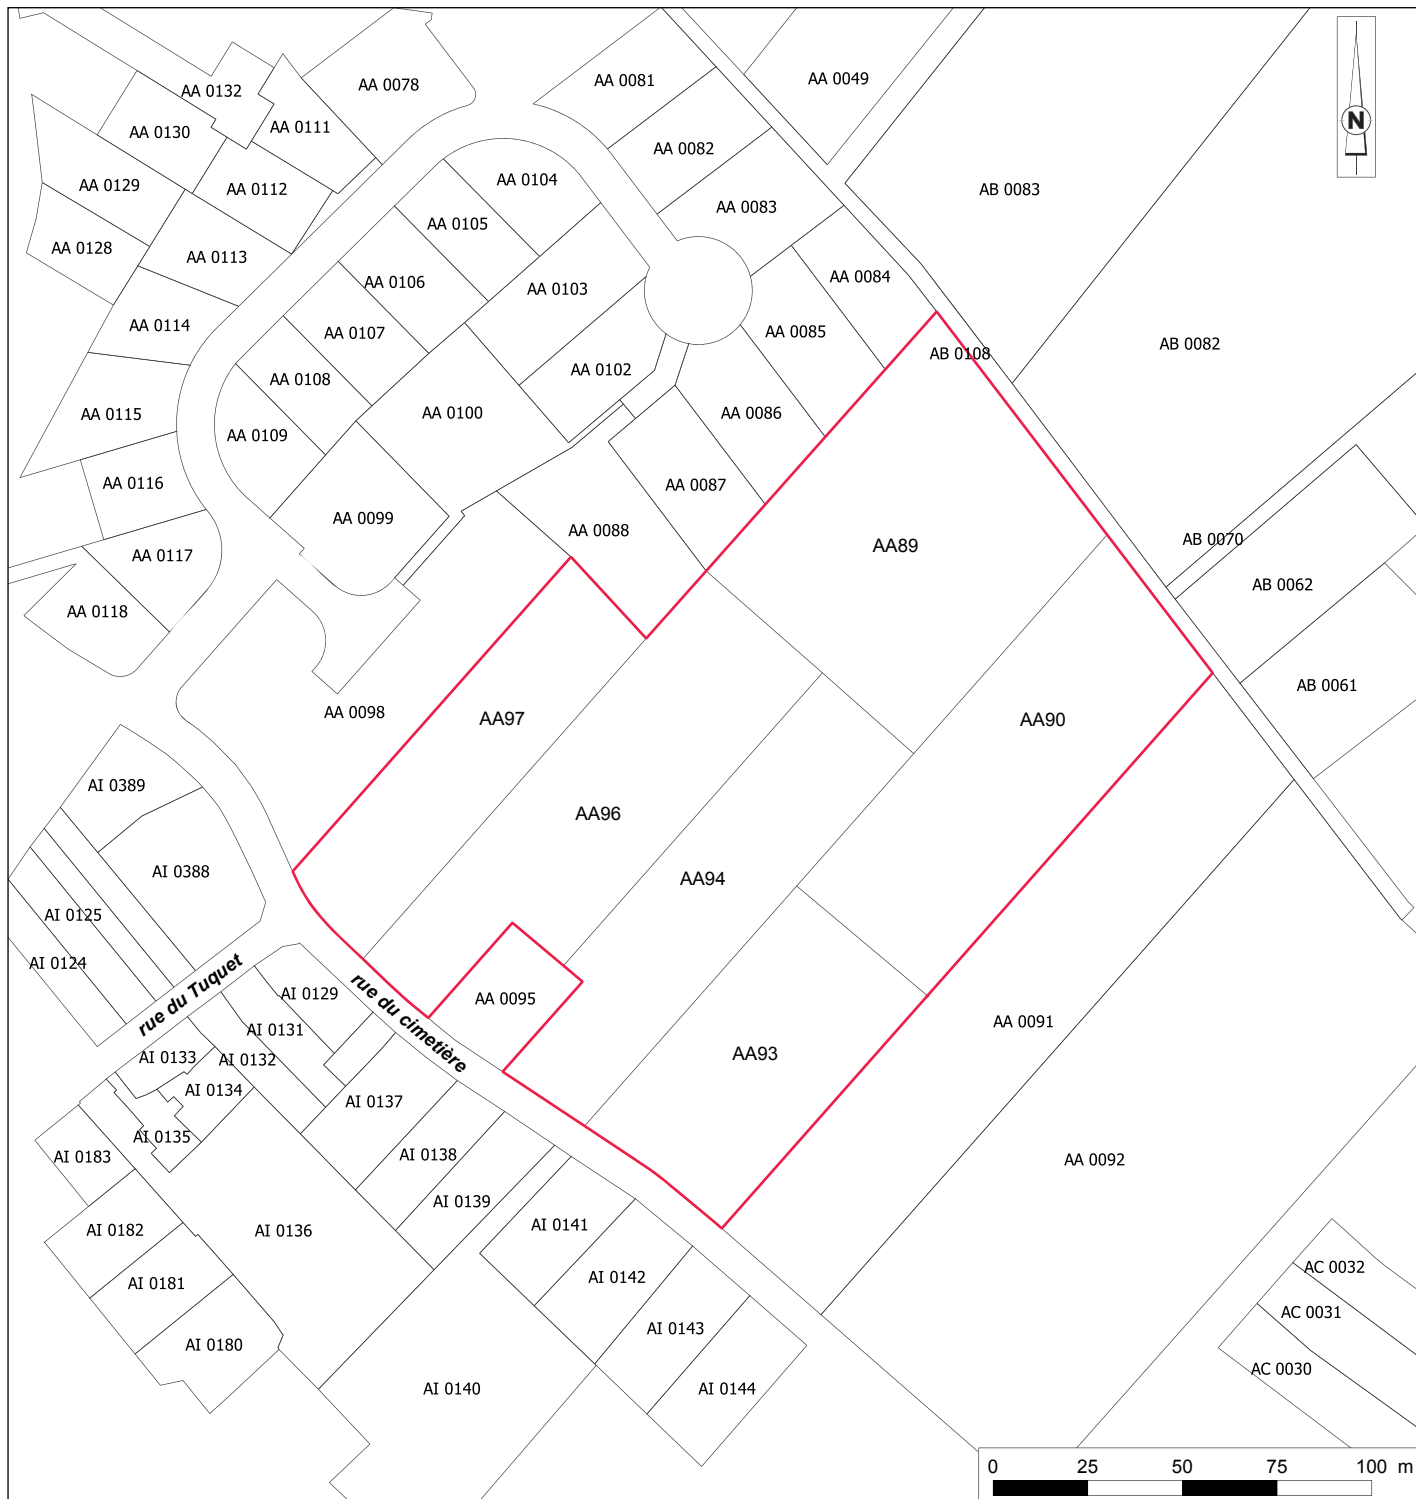 AA 0081
AA 0049
AA 0078
AA 0132
AA 0111
AA 0130
AA 0082
AA 0129
AA 0112
AA 0104
AB 0083
AA 0083
AA 0105
AA 0128
AA 0113
AA 0084
AA 0106
AA 0103
AA 0114
AA 0107
AA 0085
AB 0082
AB 0108
AA 0108
AA 0102
AA 0115
AA 0100
AA 0086
AA 0109
AA 0116
AA 0087
AA 0099
AA 0088
AB 0070
AA89
AA 0117
AB 0062
AA 0118
AB 0061
AA 0098
AA97
AA90
AI 0389
AA96
AI 0388
AA94
AI 0125
AI 0124
rue du Tuquet
AI 0129
AA 0095
rue du cimetière
AA 0091
AI 0131
AI 0133
AI 0132
AA93
AI 0134
AI 0137
AI 0135
AI 0183
AI 0138
AA 0092
AI 0139
AI 0182
AI 0136
AI 0141
AC 0032
AI 0181
AI 0142
AC 0031
AI 0143
AI 0180
AC 0030
AI 0140
AI 0144
N
0 25 50 75 100 m